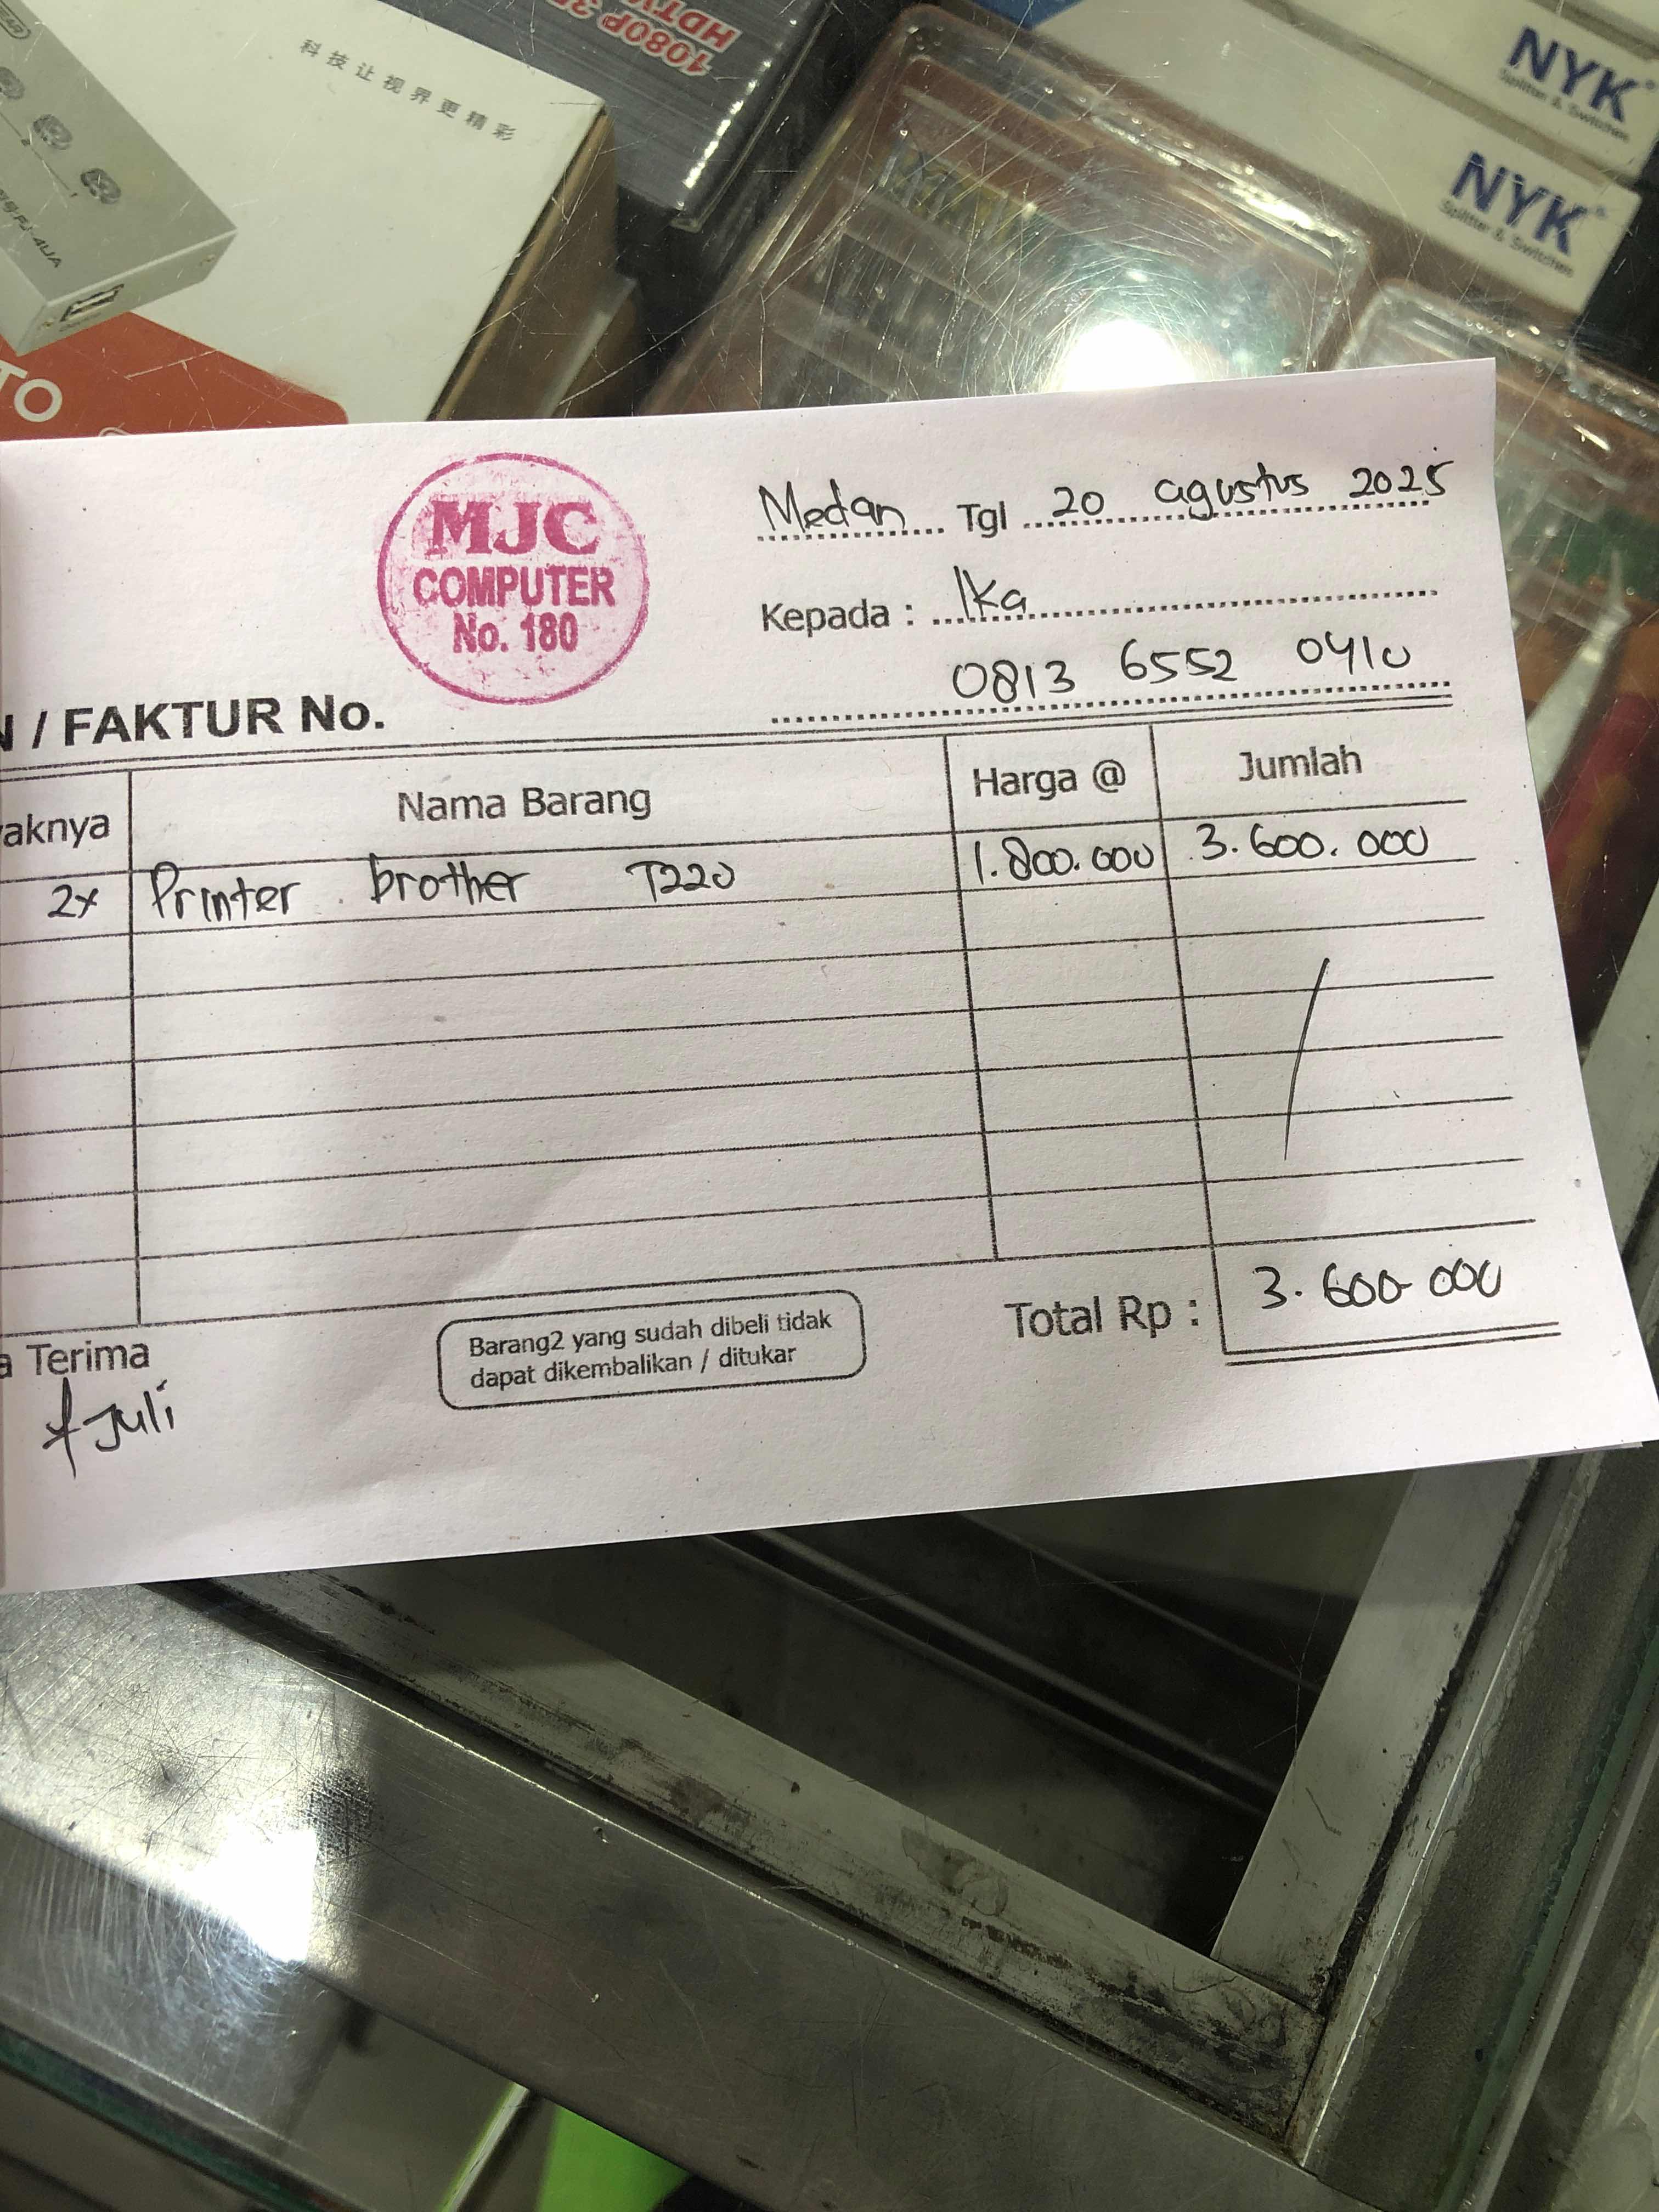 科技让视界更精彩
1080P 3D
HDTV
NYK
Splitter & Switches
NYK
Splitter & Switches
4UA
TO
MJC
COMPUTER
No. 180
Medan Tgl 20 agustus 2025
Kepada : Ika
0813 6552 0410
N / FAKTUR No.
yaknya Nama Barang Harga @ Jumlah
2x Printer brother T220 1.800.000 3.600.000
Total Rp : 3.600.000
Barang2 yang sudah dibeli tidak
dapat dikembalikan / ditukar
a Terima
Juli